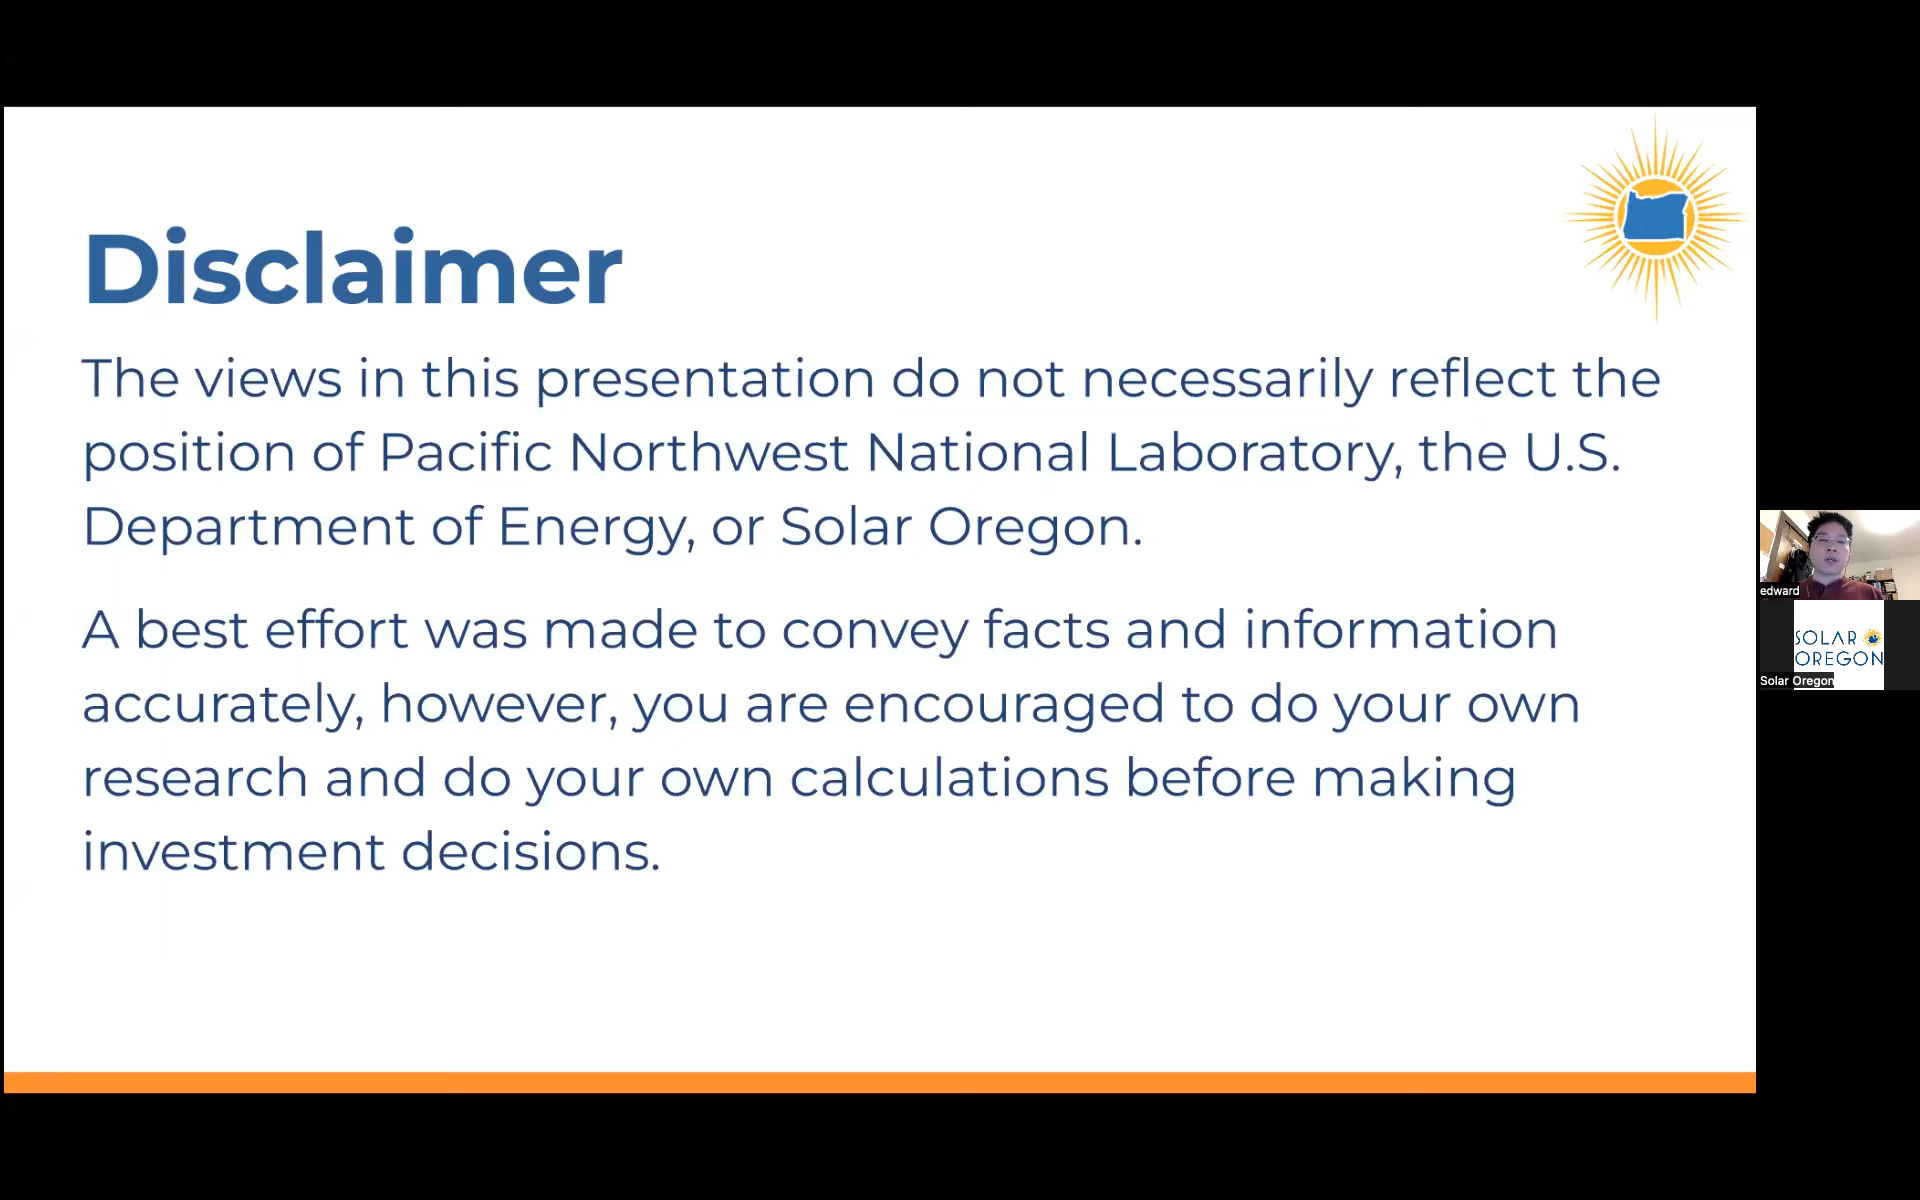 Disclaimer
The views in this presentation do not necessarily reflect the
position of Pacific Northwest National Laboratory, the U.S.
Department of Energy, or Solar Oregon.
A best effort was made to convey facts and information
accurately, however, you are encouraged to do your own
research and do your own calculations before making
investment decisions.
edward
SOLAR
OREGON
Solar Oregon